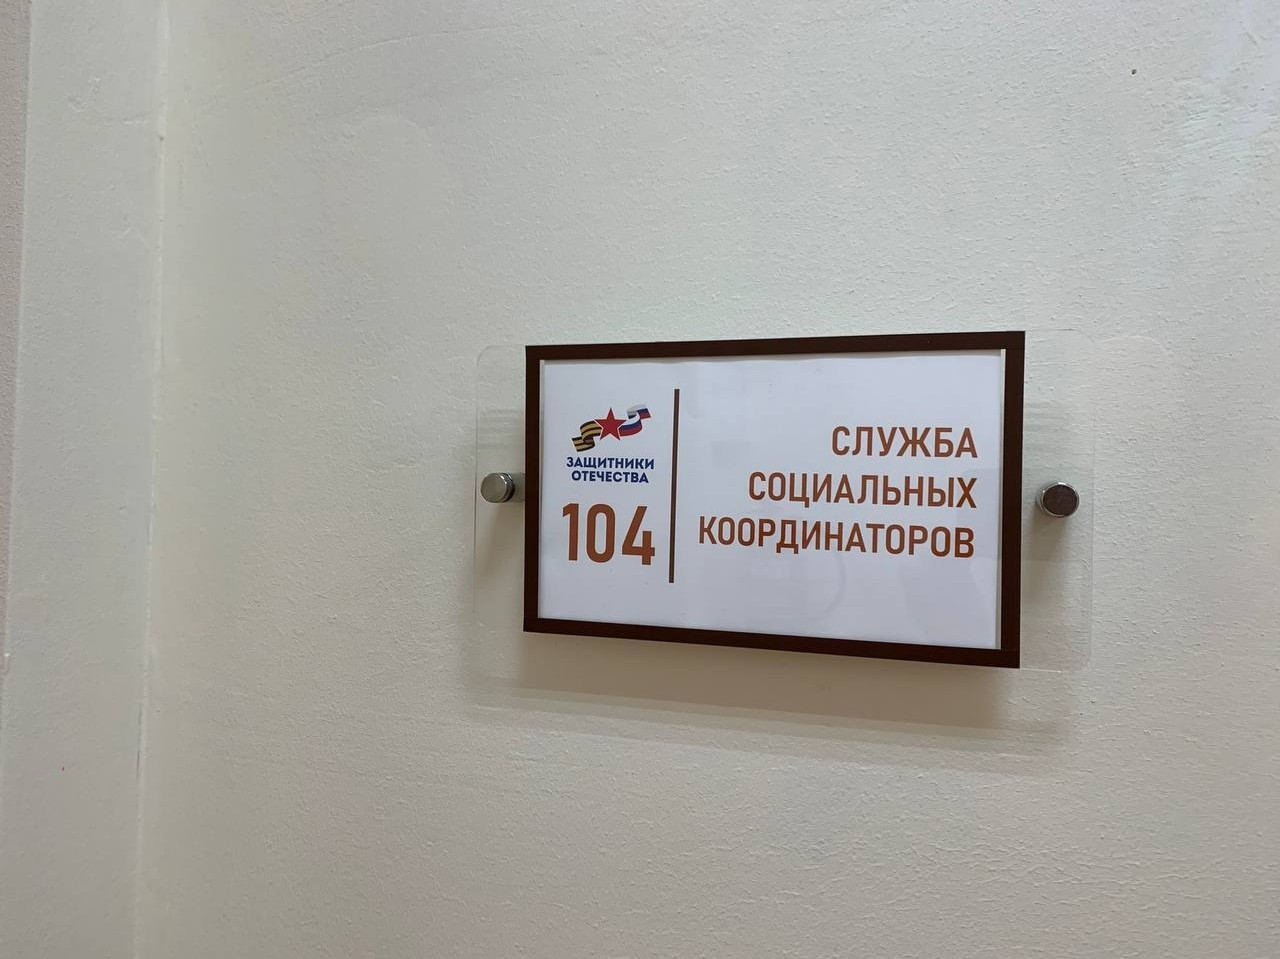 ЗАЩИТНИКИ
ОТЕЧЕСТВА
104
СЛУЖБА
СОЦИАЛЬНЫХ
КООРДИНАТОРОВ